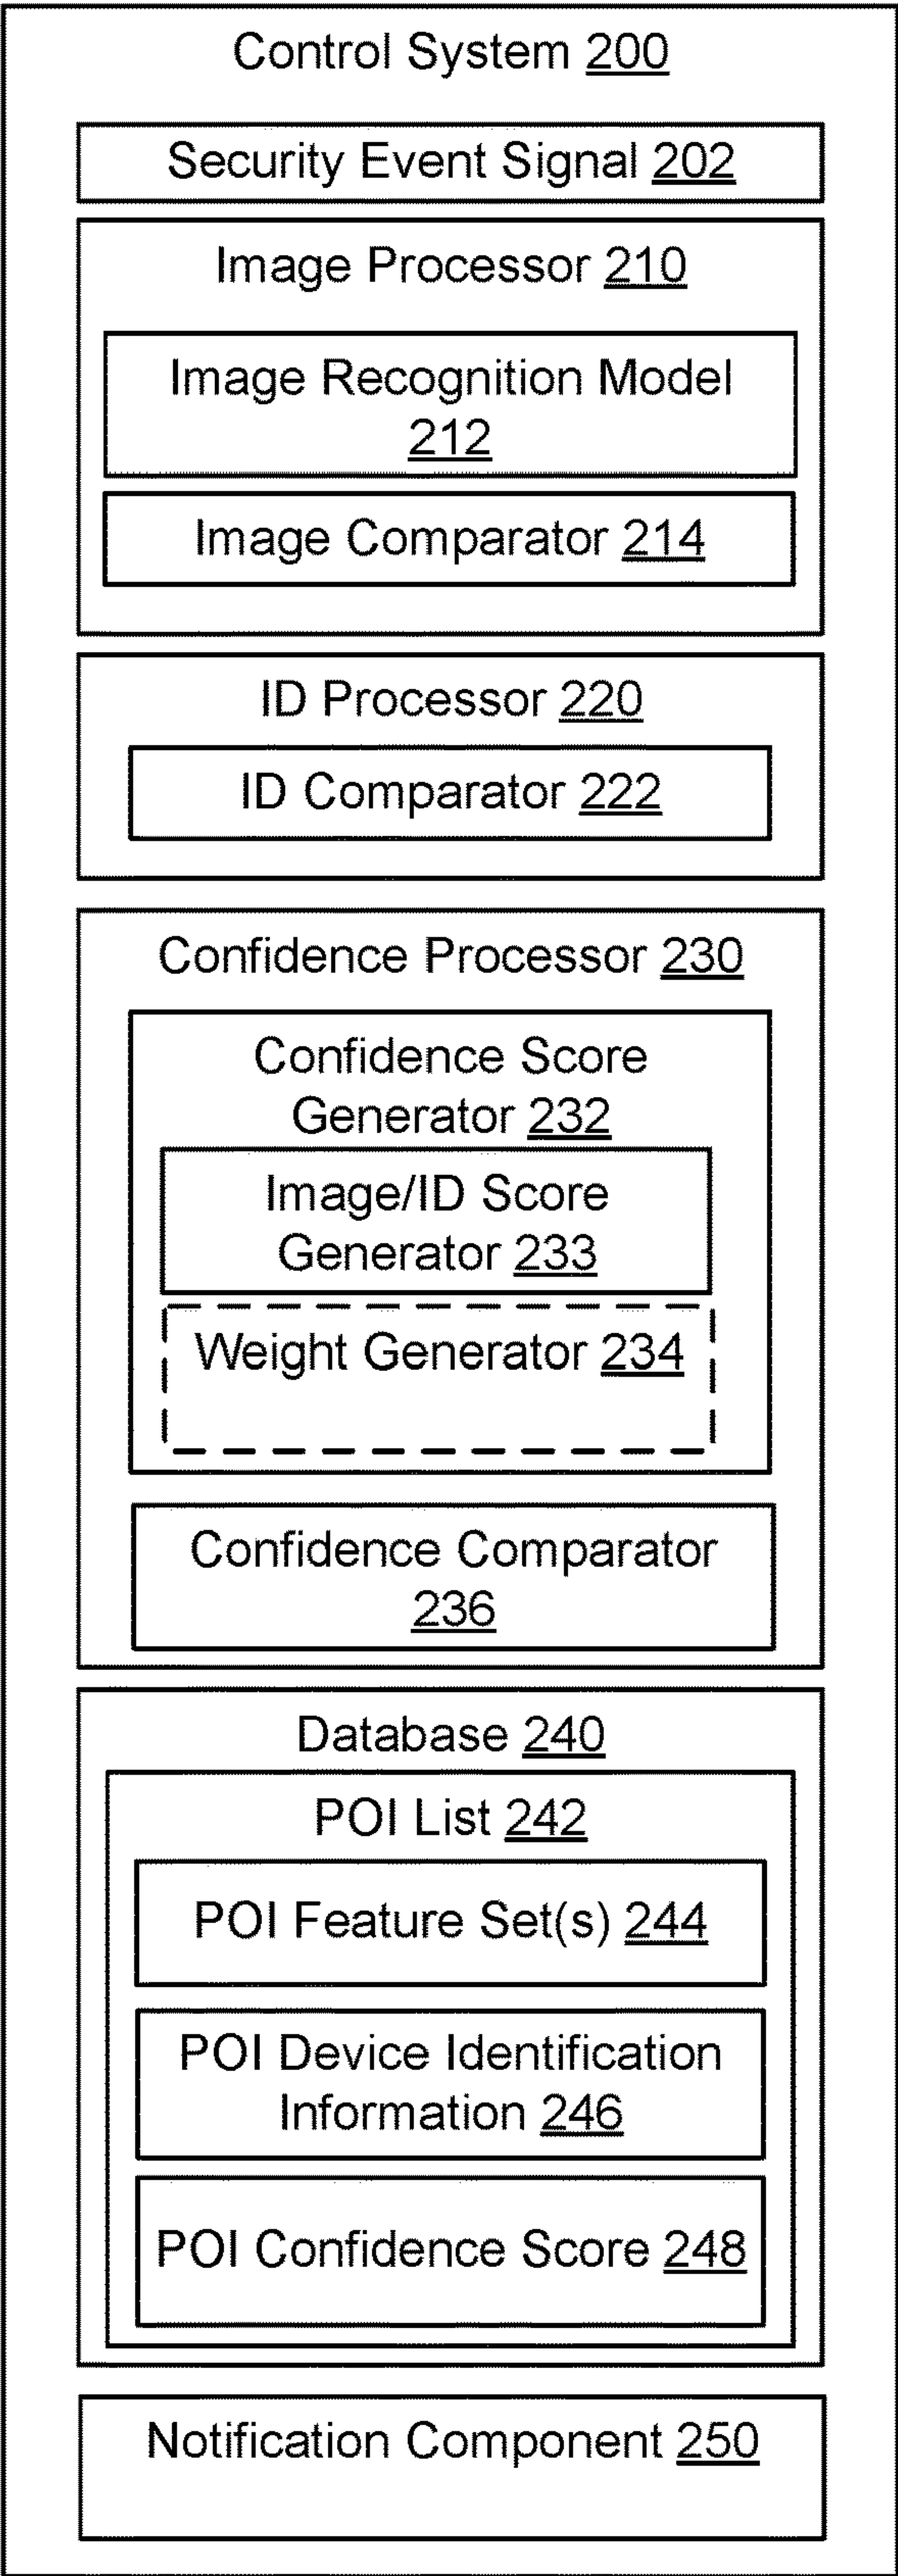 Control System 200
Security Event Signal 202
Image Processor 210
Image Recognition Model
212
Image Comparator 214
ID Processor 220
ID Comparator 222
Confidence Processor 230
Confidence Score
Generator 232
Image/ID Score
Generator 233
Weight Generator 234
Confidence Comparator
236
Database 240
POI List 242
POI Feature Set(s) 244
POI Device Identification
Information 246
POI Confidence Score 248
Notification Component 250